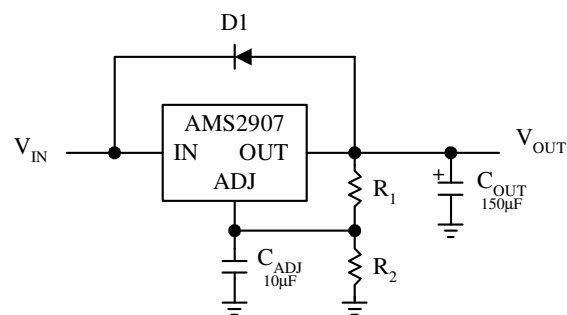 D1
AMS2907
V_IN
IN OUT
V_OUT
ADJ
R_1
+
C_OUT
150µF
C_ADJ
10µF
R_2